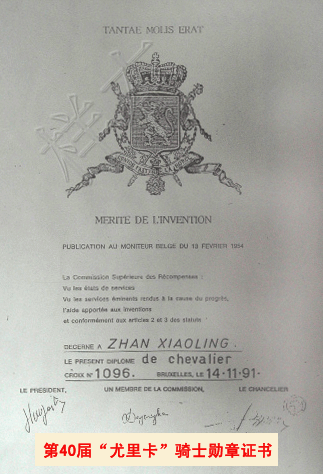 TANTAE MOLIS ERAT
MERITE DE L'INVENTION
PUBLICATION AU MONITEUR BELGE DU 13 FEVRIER 1954
La Commission Supérieure des Récompenses :
Vu les états de services
Vu les services éminents rendus à la cause du progrès,
l'aide apportée aux inventions
et conformément aux articles 2 et 3 des statuts
DECERNE A ZHAN XIAOLING.
LE PRESENT DIPLOME de chevalier
CROIX N° 1096. BRUXELLES, LE 14-11-91-
LE PRESIDENT, UN MEMBRE DE LA COMMISSION, LE CHANCELIER
第40届“尤里卡”骑士勋章证书